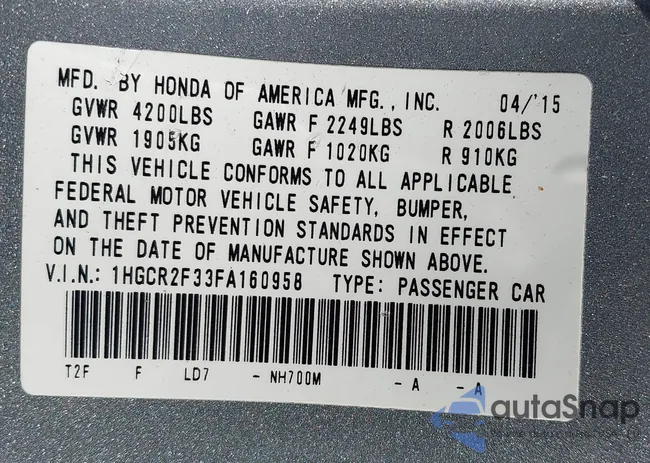 MFD. BY HONDA OF AMERICA MFG., INC. 04/'15
GVWR 4200LBS GAWR F 2249LBS R 2006LBS
GVWR 1905KG GAWR F 1020KG R 910KG
THIS VEHICLE CONFORMS TO ALL APPLICABLE
FEDERAL MOTOR VEHICLE SAFETY, BUMPER,
AND THEFT PREVENTION STANDARDS IN EFFECT
ON THE DATE OF MANUFACTURE SHOWN ABOVE.
V.I.N.: 1HGCR2F33FA160958 TYPE: PASSENGER CAR
T2F F LD7 - NH700M - A - A
autaSnap